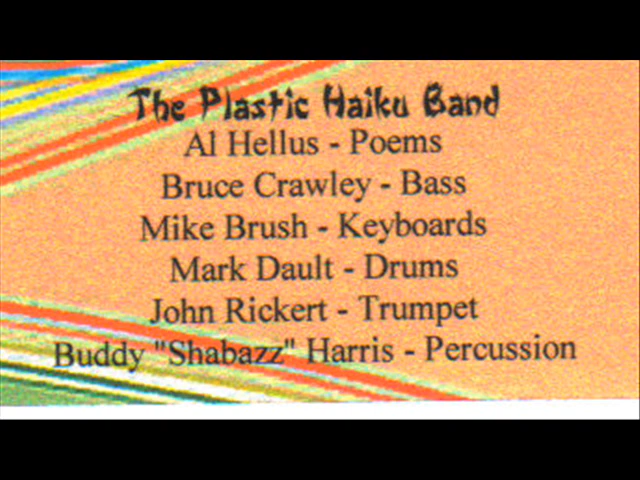 The Plastic Haiku Band
Al Hellus - Poems
Bruce Crawley - Bass
Mike Brush - Keyboards
Mark Dault - Drums
John Rickert - Trumpet
Buddy "Shabazz" Harris - Percussion